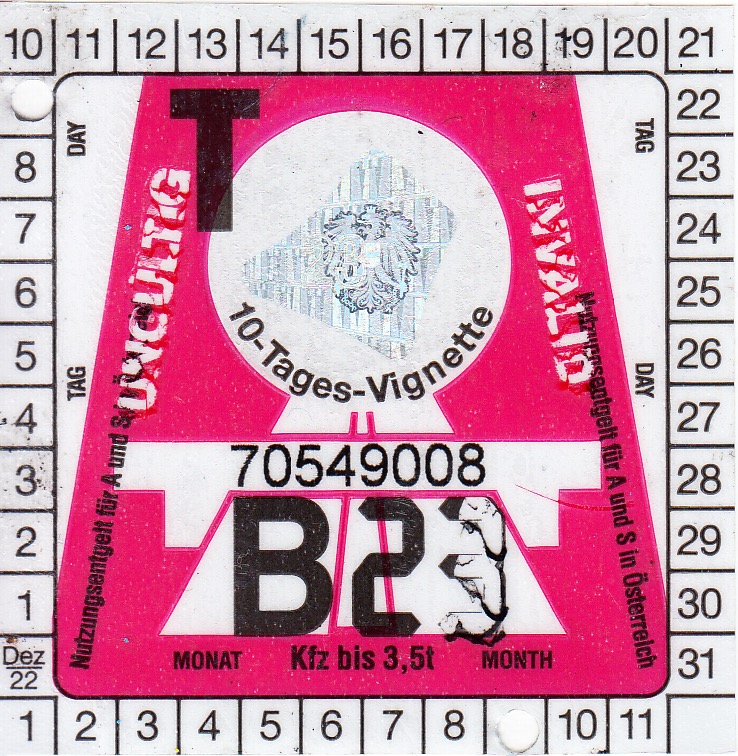 10 11 12 13 14 15 16 17 18 19 20 21
22
23
24
25
26
27
28
29
30
31
8
7
6
5
4
3
2
1
Dez
22
1 2 3 4 5 6 7 8 10 11
DAY
TAG
TAG
DAY
T
UNGÜLTIG
INVALID
10-Tages-Vignette
70549008
B23
MONAT Kfz bis 3,5t MONTH
Nutzungsentgelt für A und S in Ö
Nutzungsentgelt für A und S in Österreich